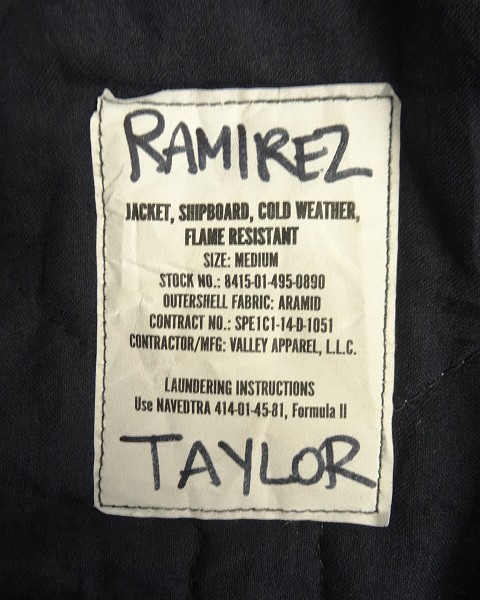 RAMIREZ
JACKET, SHIPBOARD, COLD WEATHER,
FLAME RESISTANT
SIZE: MEDIUM
STOCK NO.: 8415-01-495-0890
OUTERSHELL FABRIC: ARAMID
CONTRACT NO.: SPE1C1-14-D-1051
CONTRACTOR/MFG: VALLEY APPAREL, L.L.C.
LAUNDERING INSTRUCTIONS
Use NAVEDTRA 414-01-45-81, Formula II
TAYLOR